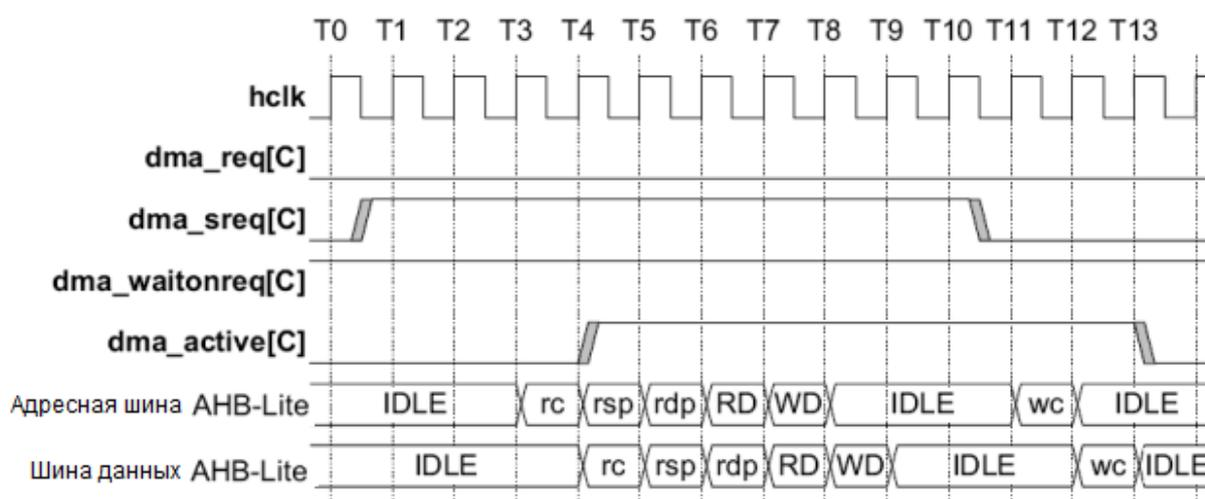 T0 T1 T2 T3 T4 T5 T6 T7 T8 T9 T10 T11 T12 T13
hclk
dma_req[C]
dma_sreq[C]
dma_waitonreq[C]
dma_active[C]
Адресная шина AHB-Lite IDLE rc rsp rdp RD WD IDLE wc IDLE
Шина данных AHB-Lite IDLE rc rsp rdp RD WD IDLE wc IDLE